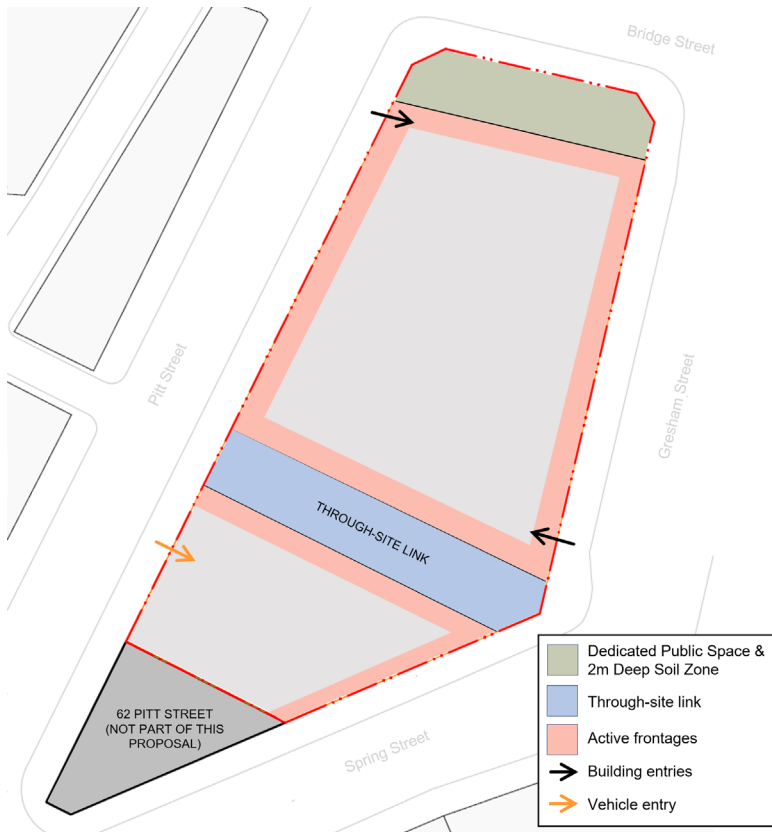 Bridge Street
Pitt Street
Gresham Street
THROUGH-SITE LINK
62 PITT STREET
(NOT PART OF THIS
PROPOSAL)
Spring Street
Dedicated Public Space &
2m Deep Soil Zone
Through-site link
Active frontages
Building entries
Vehicle entry